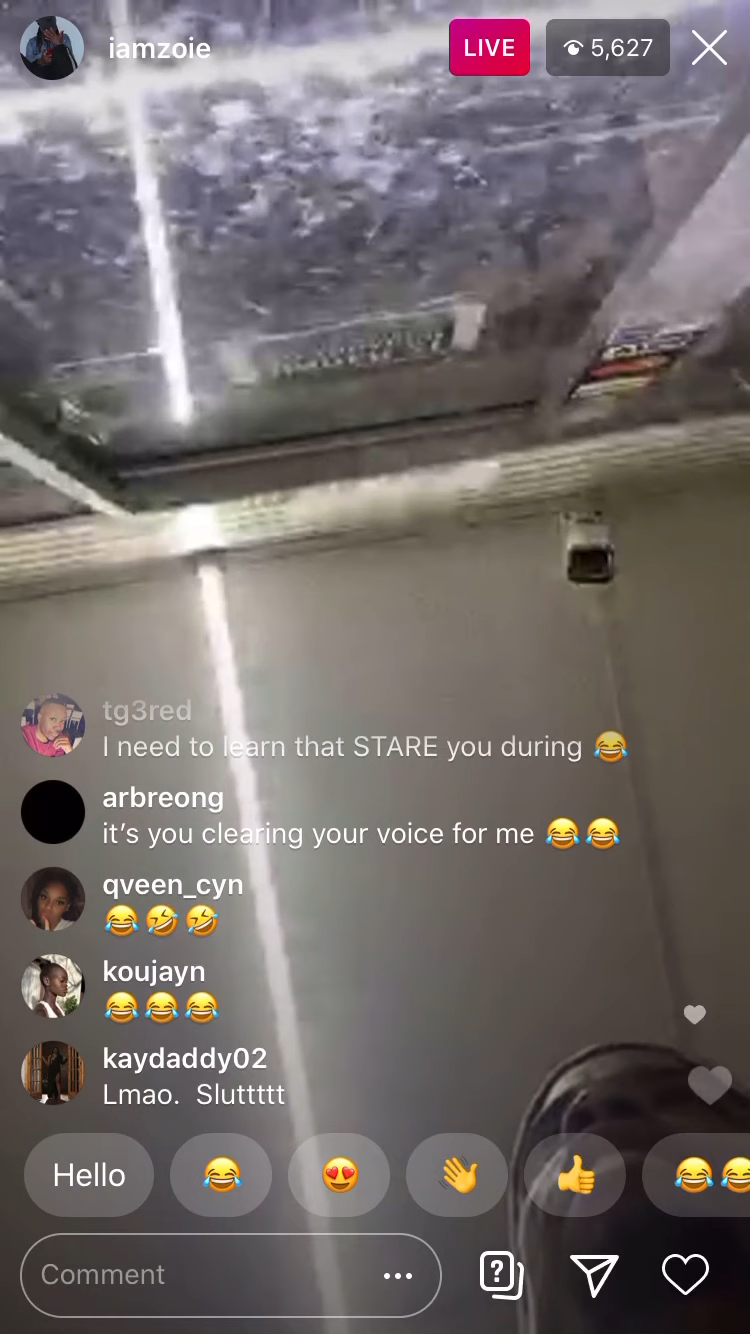 iamzoie
LIVE
5,627
tg3red
I need to learn that STARE you during 😂
arbreong
it’s you clearing your voice for me 😂😂
qveen_cyn
😂🤣🤣
koujayn
😂😂😂
kaydaddy02
Lmao.  Sluttttt
Hello 😂 😍 👋 👍 😂😂
Comment